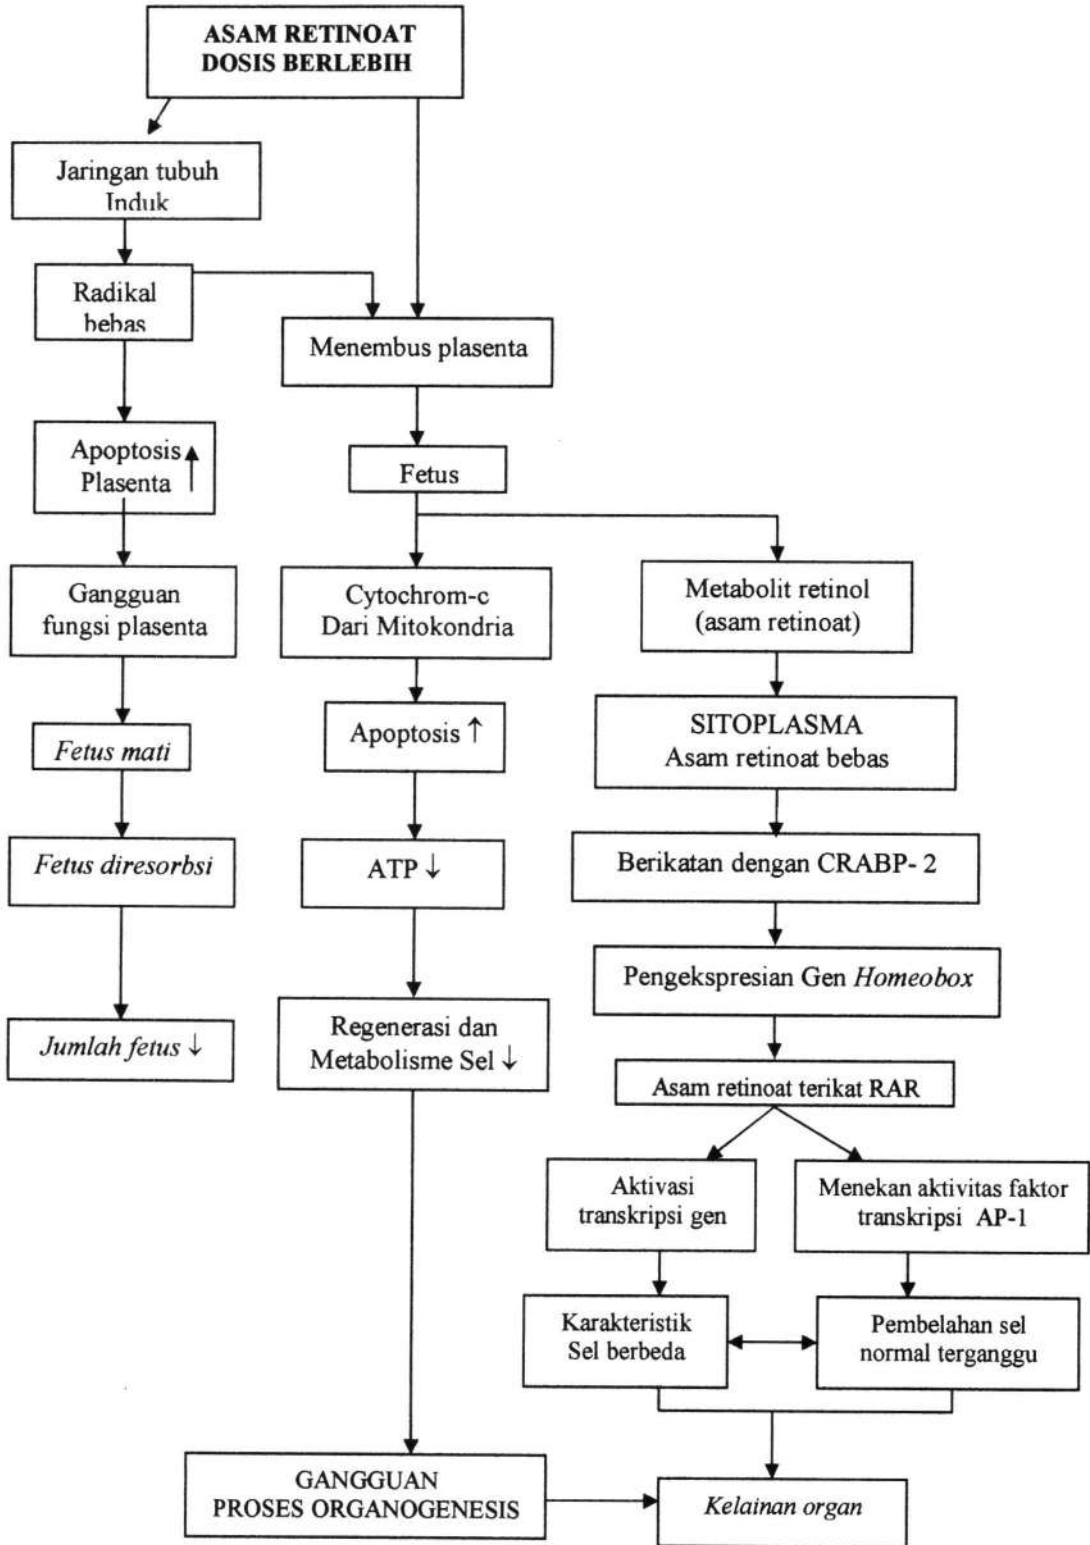 ASAM RETINOAT
DOSIS BERLEBIH
Jaringan tubuh
Induk
Radikal
bebas
Menembus plasenta
Apoptosis ↑
Plasenta
Fetus
Gangguan
fungsi plasenta
Cytochrom-c
Dari Mitokondria
Metabolit retinol
(asam retinoat)
Fetus mati
Apoptosis ↑
SITOPLASMA
Asam retinoat bebas
Fetus diresorbsi
ATP ↓
Berikatan dengan CRABP- 2
Pengekspresian Gen Homeobox
Jumlah fetus ↓
Regenerasi dan
Metabolisme Sel ↓
Asam retinoat terikat RAR
Aktivasi
transkripsi gen
Menekan aktivitas faktor
transkripsi AP-1
Karakteristik
Sel berbeda
Pembelahan sel
normal terganggu
GANGGUAN
PROSES ORGANOGENESIS
Kelainan organ